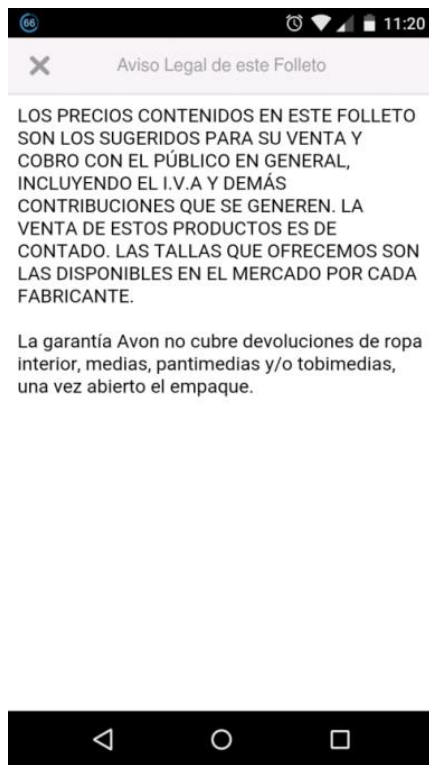 66
11:20
Aviso Legal de este Folleto
LOS PRECIOS CONTENIDOS EN ESTE FOLLETO
SON LOS SUGERIDOS PARA SU VENTA Y
COBRO CON EL PÚBLICO EN GENERAL,
INCLUYENDO EL I.V.A Y DEMÁS
CONTRIBUCIONES QUE SE GENEREN. LA
VENTA DE ESTOS PRODUCTOS ES DE
CONTADO. LAS TALLAS QUE OFRECEMOS SON
LAS DISPONIBLES EN EL MERCADO POR CADA
FABRICANTE.
La garantía Avon no cubre devoluciones de ropa
interior, medias, pantimedias y/o tobimedias,
una vez abierto el empaque.